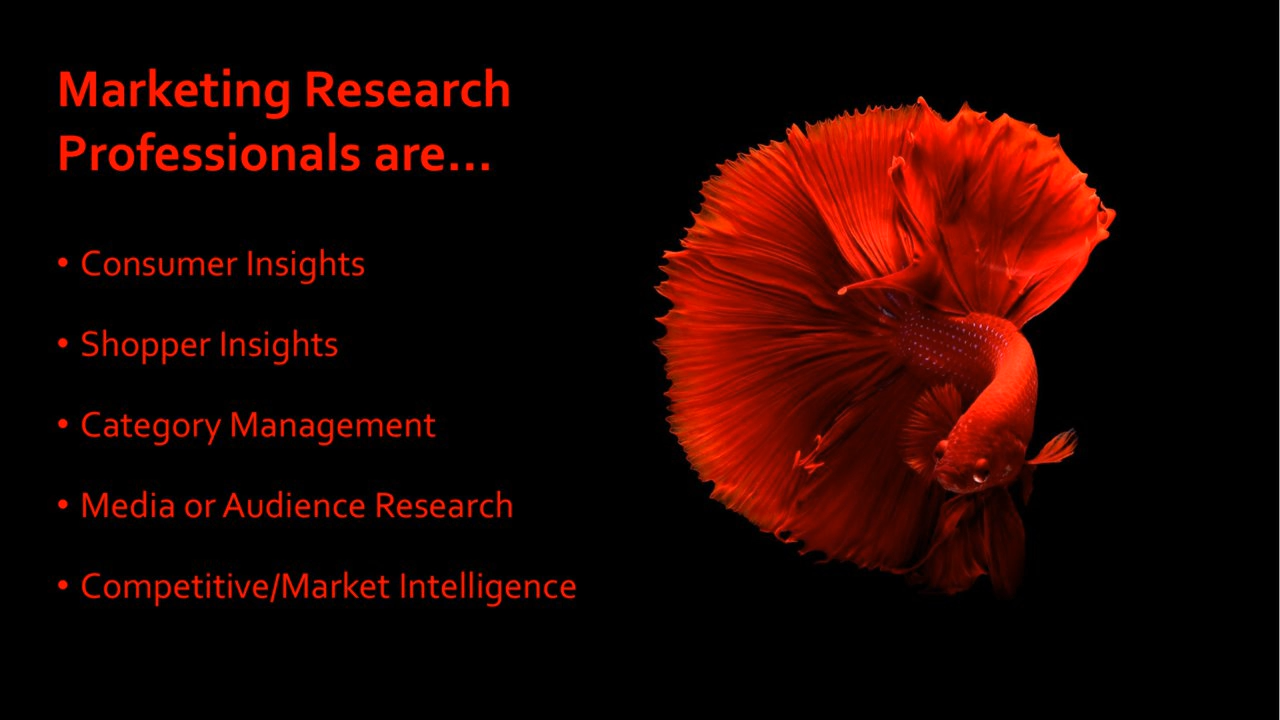 Marketing Research
Professionals are...
• Consumer Insights
• Shopper Insights
• Category Management
• Media or Audience Research
• Competitive/Market Intelligence